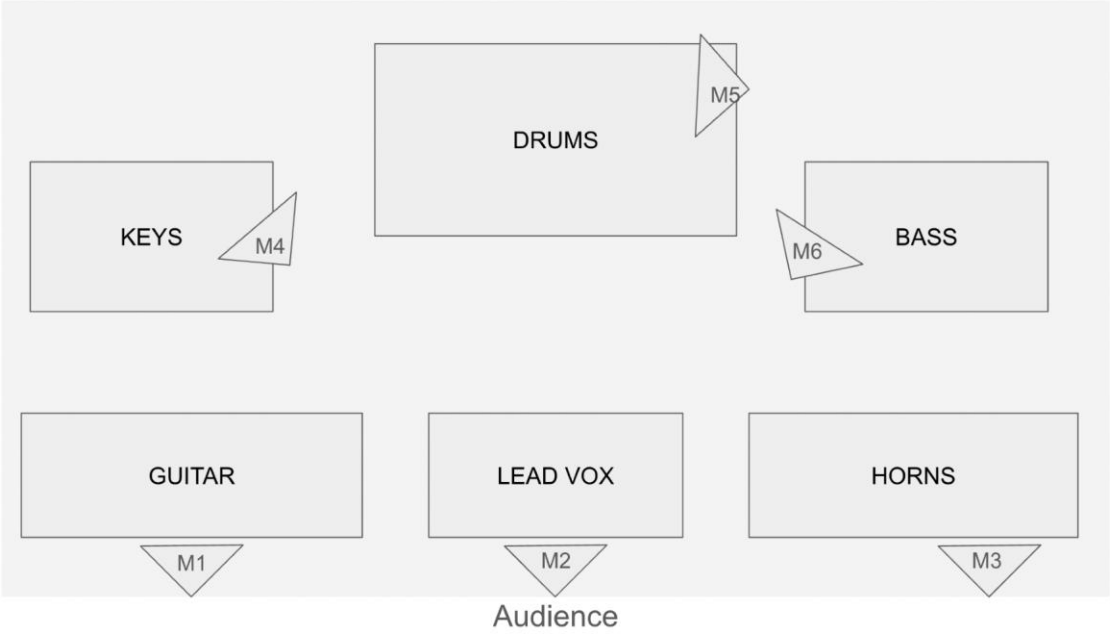 M5
DRUMS
KEYS
M4
M6
BASS
GUITAR
LEAD VOX
HORNS
M1
M2
M3
Audience